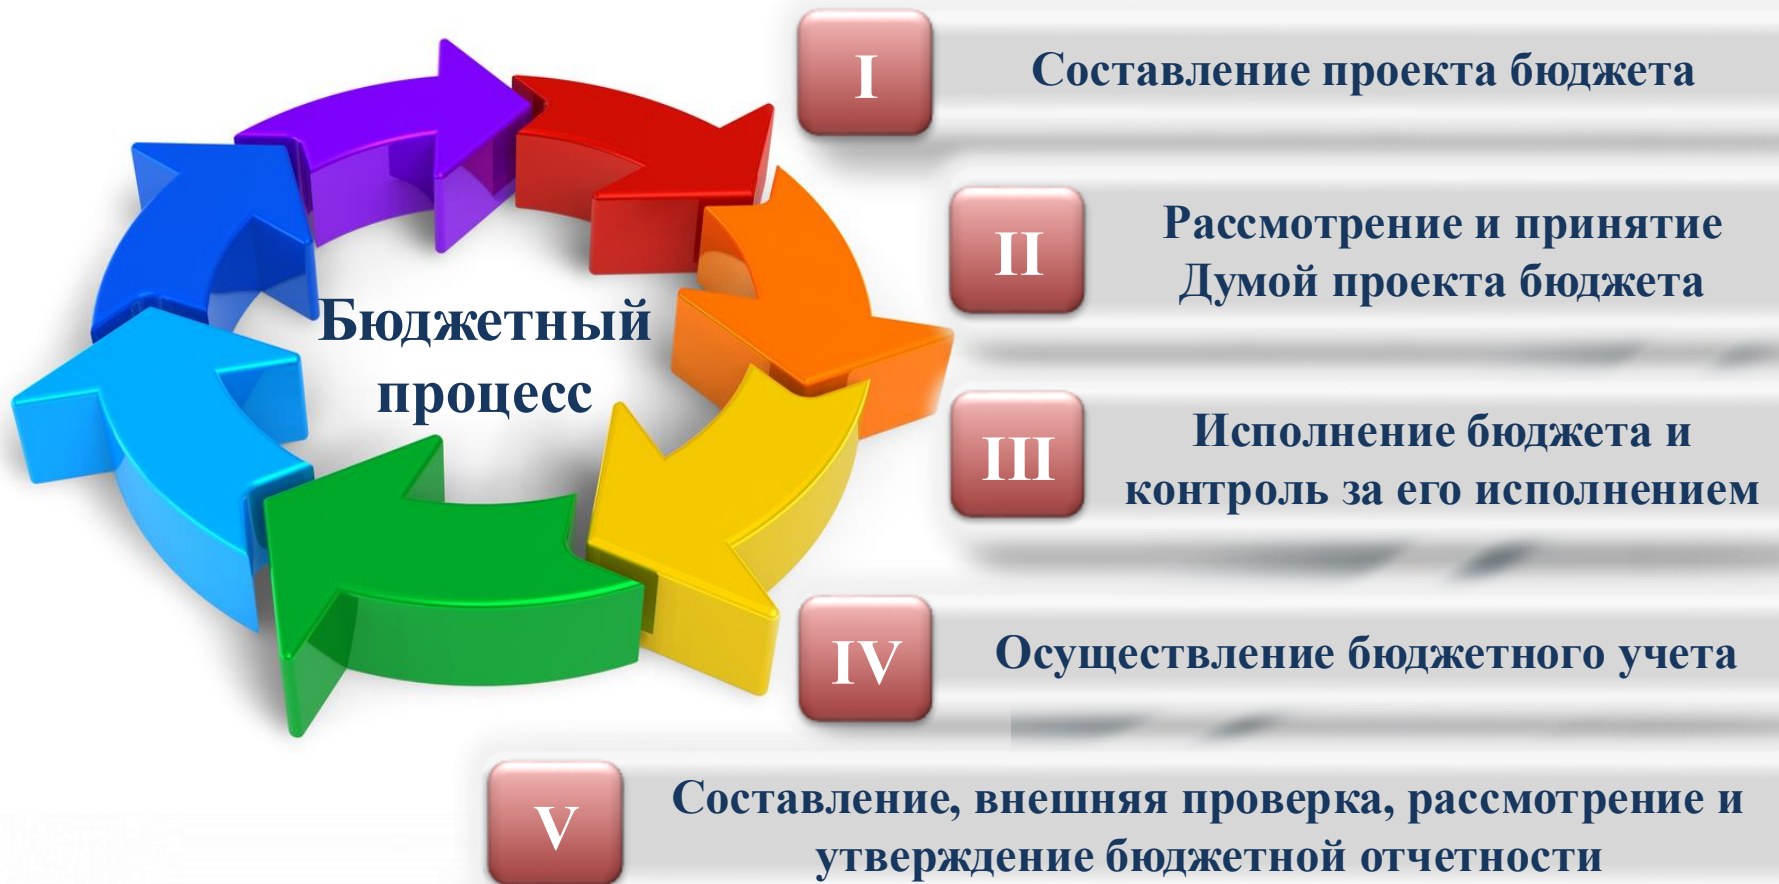 Бюджетный
процесс
I
Составление проекта бюджета
II
Рассмотрение и принятие
Думой проекта бюджета
III
Исполнение бюджета и
контроль за его исполнением
IV
Осуществление бюджетного учета
V
Составление, внешняя проверка, рассмотрение и
утверждение бюджетной отчетности